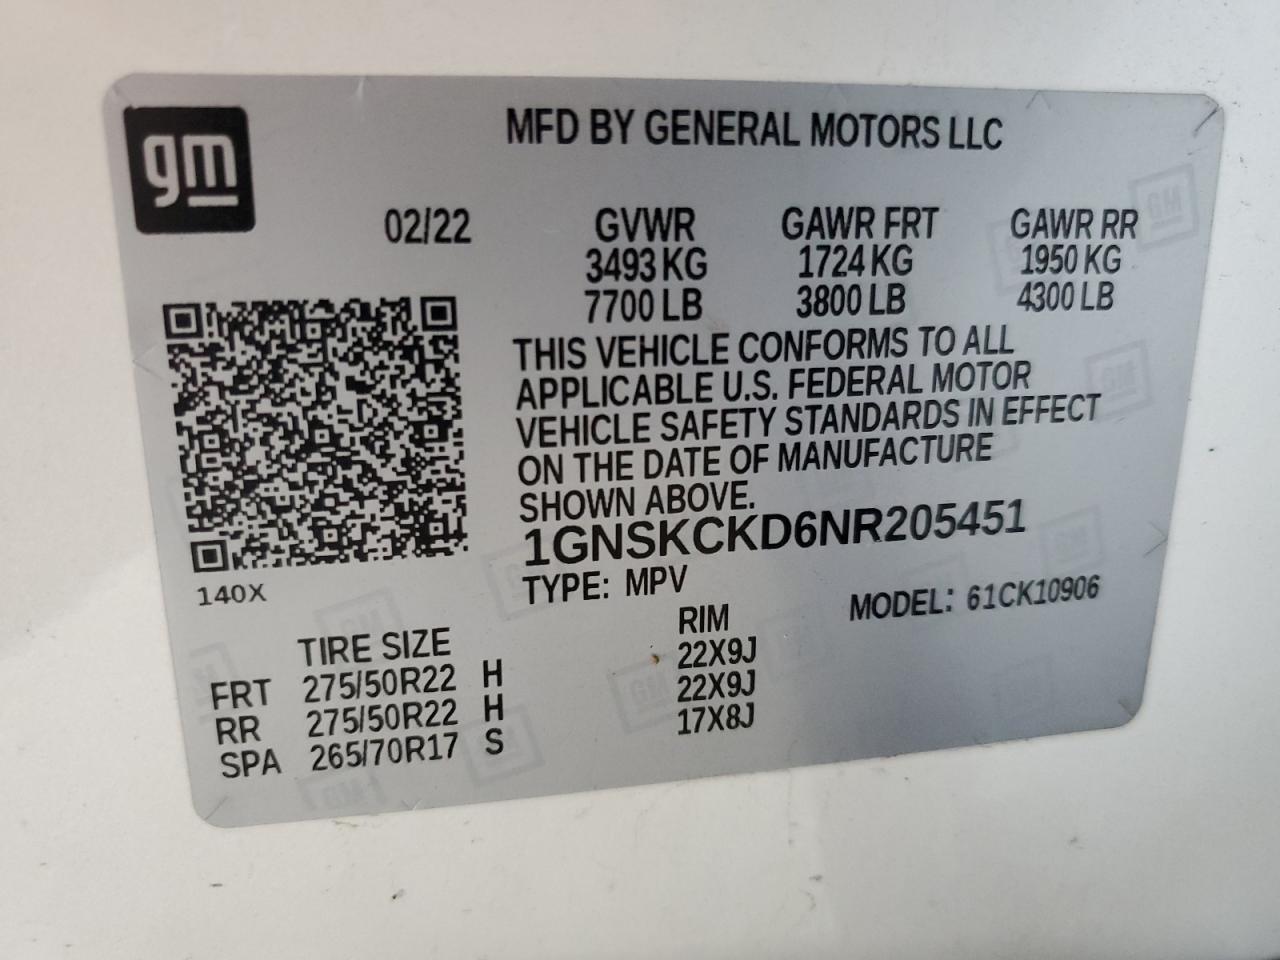 gm
MFD BY GENERAL MOTORS LLC
02/22 GVWR GAWR FRT GAWR RR
3493 KG 1724 KG 1950 KG
7700 LB 3800 LB 4300 LB
THIS VEHICLE CONFORMS TO ALL
APPLICABLE U.S. FEDERAL MOTOR
VEHICLE SAFETY STANDARDS IN EFFECT
ON THE DATE OF MANUFACTURE
SHOWN ABOVE.
1GNSKCKD6NR205451
140X
TYPE: MPV MODEL: 61CK10906
TIRE SIZE RIM
FRT 275/50R22 H 22X9J
RR 275/50R22 H 22X9J
SPA 265/70R17 S 17X8J